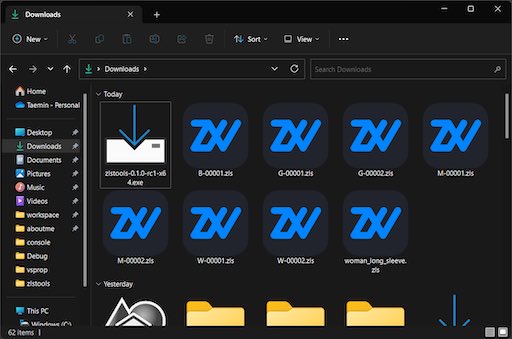 Downloads
New
Sort
View
Downloads
Search Downloads
Home
Taemin - Personal
Desktop
Downloads
Documents
Pictures
Music
Videos
workspace
aboutme
console
Debug
vsprop
zlstools
This PC
Windows (C:)
Today
zlstools-0.1.0-rc1-x6
4.exe
B-00001.zls
G-00001.zls
G-00002.zls
M-00001.zls
M-00002.zls
W-00001.zls
W-00002.zls
woman_long_sleeve.
zls
Yesterday
62 items